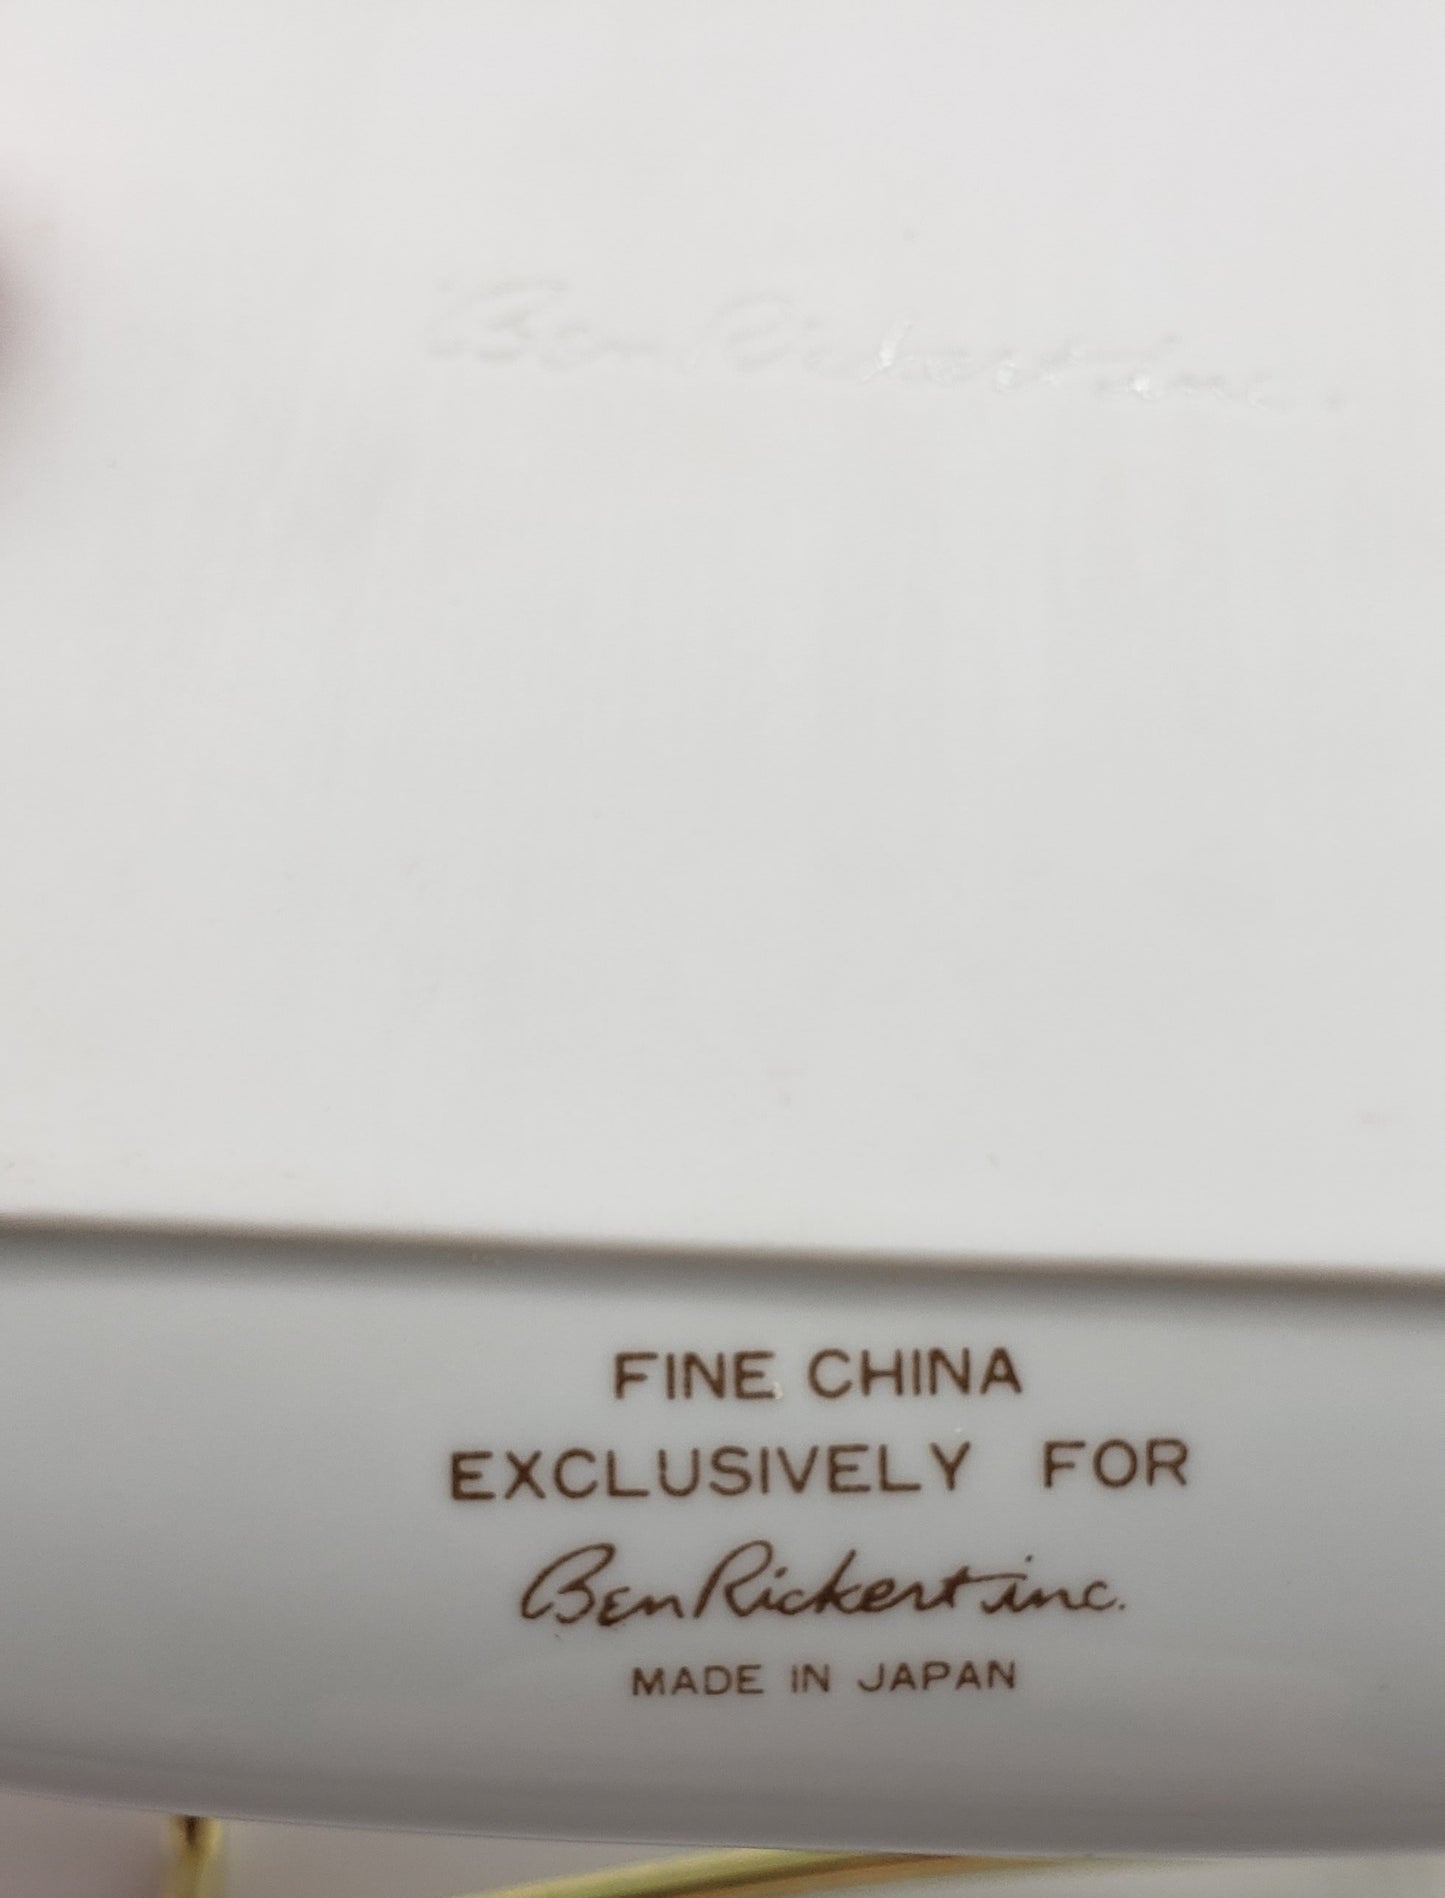 Ben Rickert inc.
FINE CHINA
EXCLUSIVELY FOR
Ben Rickert inc.
MADE IN JAPAN